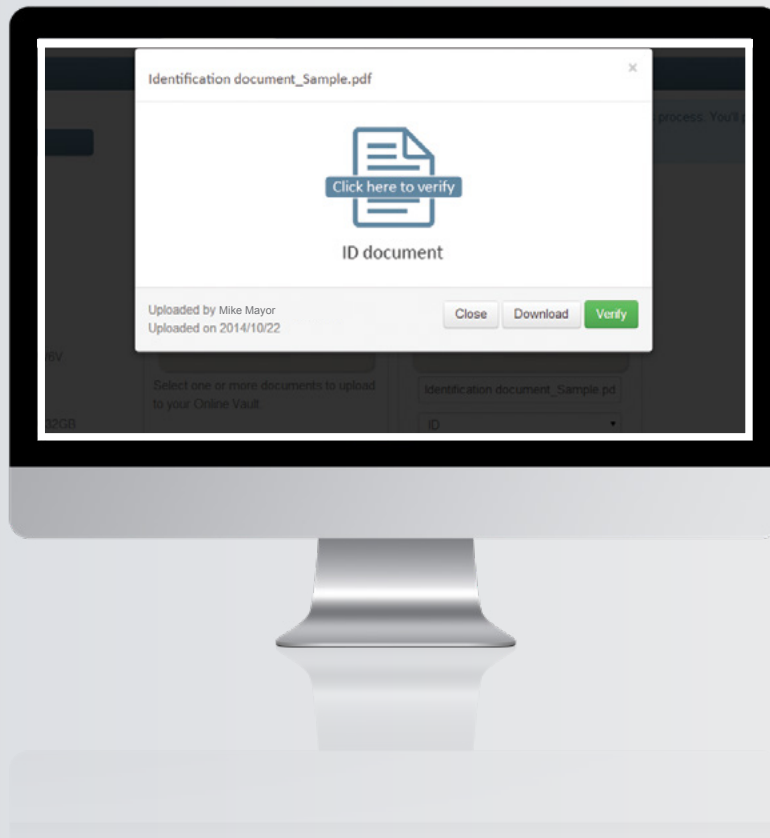 Identification document_Sample.pdf
×
process. You'll
Click here to verify
ID document
Uploaded by Mike Mayor
Uploaded on 2014/10/22
Close
Download
Verify
Select one or more documents to upload
to your Online Vault.
Identification document_Sample pd
32GB
ID